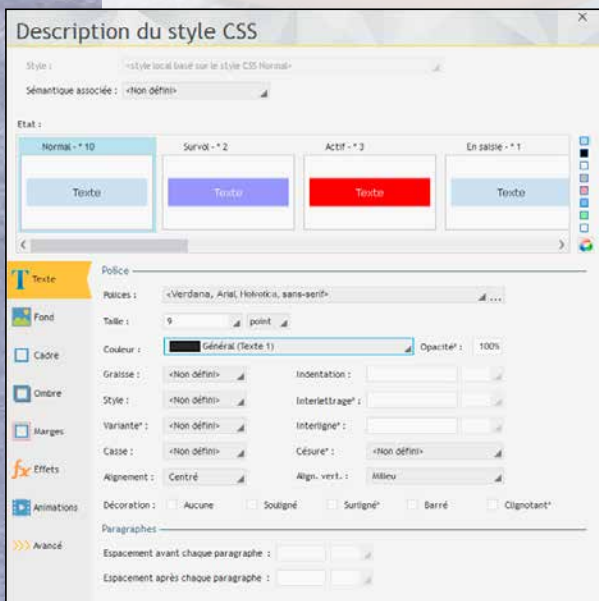 Description du style CSS
Style : <style local basé sur le style CSS Normal>
Sémantique associée : <Non défini>
Etat :
Normal - * 10 Survol - * 2 Actif - * 3 En saisie - * 1
Texte Texte Texte Texte
Texte
Fond
Cadre
Ombre
Marges
Effets
Animations
Avancé
Police
Polices : <Verdana, Arial, Helvetica, sans-serif> ...
Taille : 9 point
Couleur : Général (Texte 1) Opacité* : 100%
Graisse : <Non défini> Indentation :
Style : <Non défini> Interlettrage* :
Variante* : <Non défini> Interligne* :
Casse : <Non défini> Césure* : <Non défini>
Alignement : Centré Align. vert. : Milieu
Décoration : Aucune Souligné Surligné* Barré Clignotant*
Paragraphes
Espacement avant chaque paragraphe :
Espacement après chaque paragraphe :